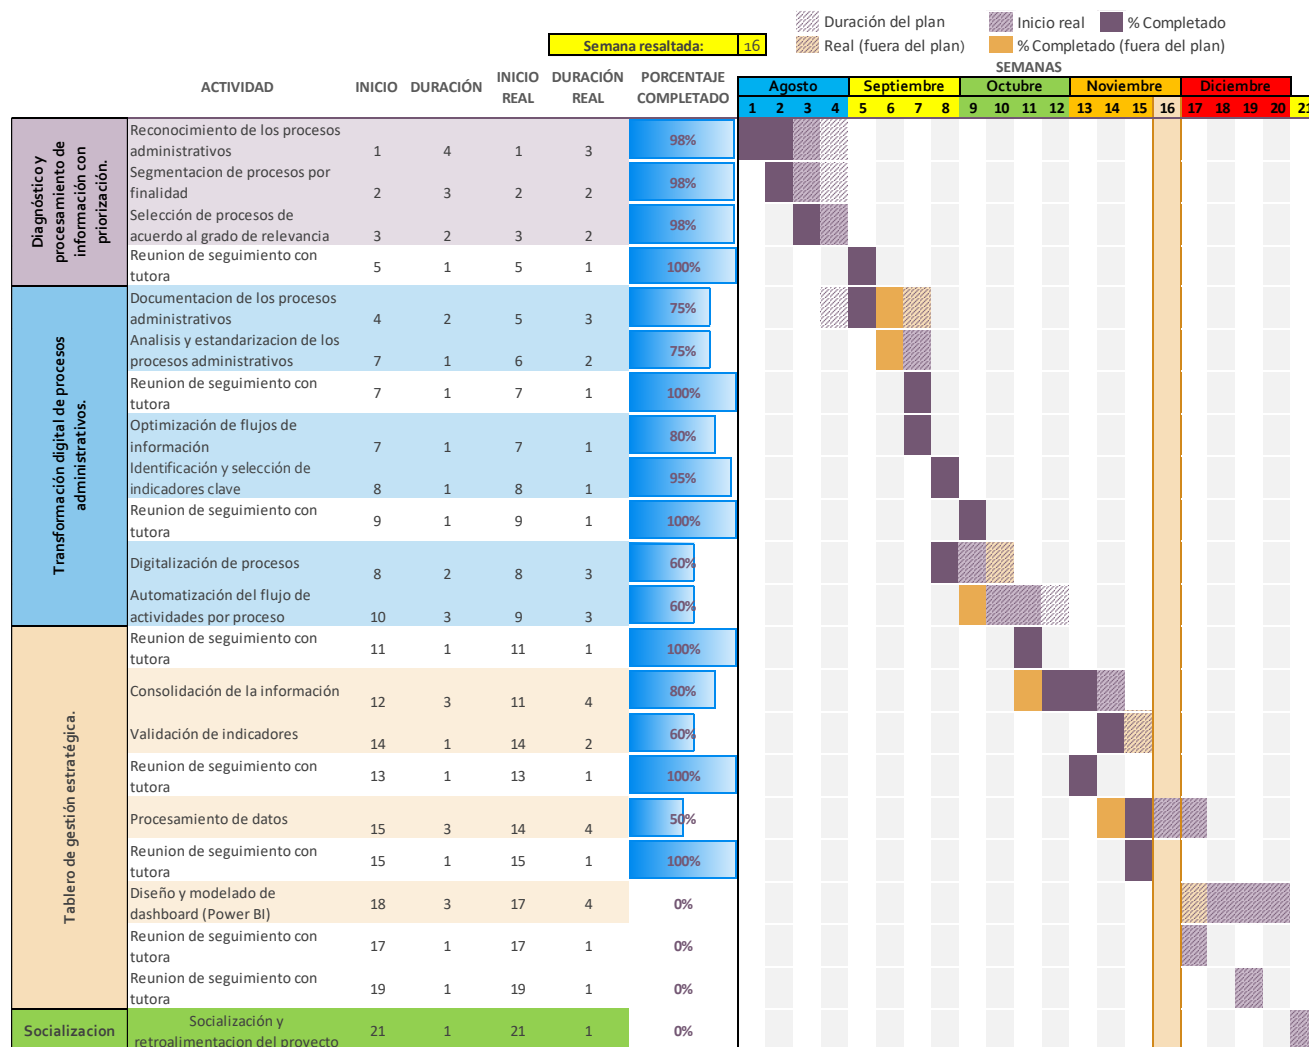 Duración del plan Inicio real % Completado
Semana resaltada: 16 Real (fuera del plan) % Completado (fuera del plan)
SEMANAS
ACTIVIDAD INICIO DURACIÓN INICIO REAL DURACIÓN REAL PORCENTAJE COMPLETADO
Agosto Septiembre Octubre Noviembre Diciembre
1 2 3 4 5 6 7 8 9 10 11 12 13 14 15 16 17 18 19 20 21
Diagnóstico y
procesamiento de
información con
priorización.
Reconocimiento de los procesos
administrativos 1 4 1 3 98%
Segmentacion de procesos por
finalidad 2 3 2 2 98%
Selección de procesos de
acuerdo al grado de relevancia 3 2 3 2 98%
Reunion de seguimiento con
tutora 5 1 5 1 100%
Transformación digital de procesos
administrativos.
Documentacion de los procesos
administrativos 4 2 5 3 75%
Analisis y estandarizacion de los
procesos administrativos 7 1 6 2 75%
Reunion de seguimiento con
tutora 7 1 7 1 100%
Optimización de flujos de
información 7 1 7 1 80%
Identificación y selección de
indicadores clave 8 1 8 1 95%
Reunion de seguimiento con
tutora 9 1 9 1 100%
Digitalización de procesos 8 2 8 3 60%
Automatización del flujo de
actividades por proceso 10 3 9 3 60%
Tablero de gestión estratégica.
Reunion de seguimiento con
tutora 11 1 11 1 100%
Consolidación de la información 12 3 11 4 80%
Validación de indicadores 14 1 14 2 60%
Reunion de seguimiento con
tutora 13 1 13 1 100%
Procesamiento de datos 15 3 14 4 50%
Reunion de seguimiento con
tutora 15 1 15 1 100%
Diseño y modelado de
dashboard (Power BI) 18 3 17 4 0%
Reunion de seguimiento con
tutora 17 1 17 1 0%
Reunion de seguimiento con
tutora 19 1 19 1 0%
Socializacion
Socialización y
retroalimentacion del proyecto 21 1 21 1 0%